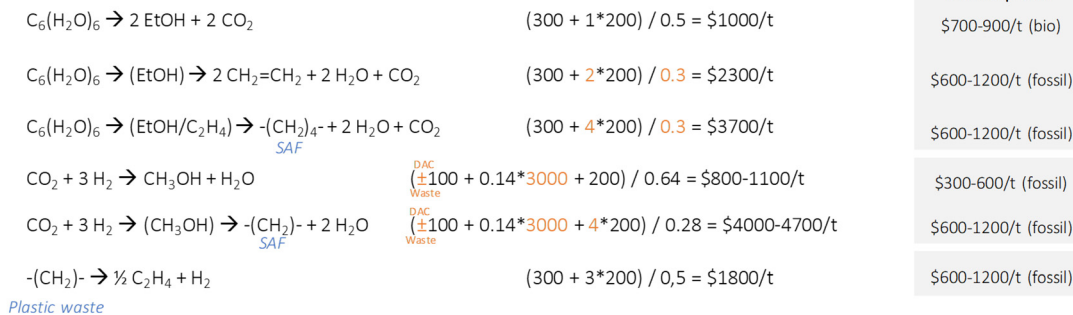 C₆(H₂O)₆ → 2 EtOH + 2 CO₂ (300 + 1*200) / 0.5 = $1000/t $700-900/t (bio)
C₆(H₂O)₆ → (EtOH) → 2 CH₂=CH₂ + 2 H₂O + CO₂ (300 + 2*200) / 0.3 = $2300/t $600-1200/t (fossil)
C₆(H₂O)₆ → (EtOH/C₂H₄) → -(CH₂)₄- + 2 H₂O + CO₂ (300 + 4*200) / 0.3 = $3700/t $600-1200/t (fossil)
SAF
DAC
CO₂ + 3 H₂ → CH₃OH + H₂O (±100 + 0.14*3000 + 200) / 0.64 = $800-1100/t $300-600/t (fossil)
Waste
DAC
CO₂ + 3 H₂ → (CH₃OH) → -(CH₂)- + 2 H₂O (±100 + 0.14*3000 + 4*200) / 0.28 = $4000-4700/t $600-1200/t (fossil)
SAF Waste
-(CH₂)- → ½ C₂H₄ + H₂ (300 + 3*200) / 0,5 = $1800/t $600-1200/t (fossil)
Plastic waste